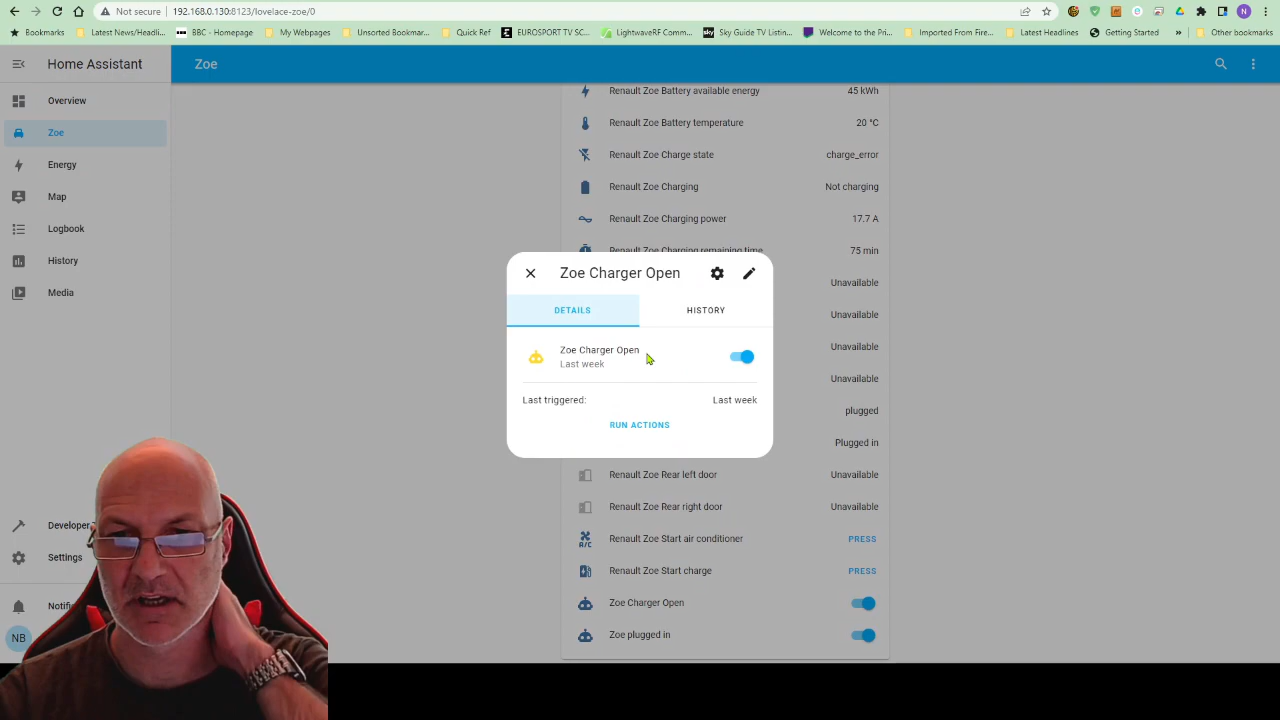 Not secure | 192.168.0.130:8123/lovelace-zoe/0
N
Bookmarks
Latest News/Headli...
BBC - Homepage
My Webpages
Unsorted Bookmar...
Quick Ref
EUROSPORT TV SC...
LightwaveRF Comm...
sky Sky Guide TV Listin...
Welcome to the Pri...
Imported From Fire...
Latest Headlines
Getting Started
»
Other bookmarks
Home Assistant
Zoe
Overview
Zoe
Energy
Map
Logbook
History
Media
Developer
Settings
Notifi
NB
Renault Zoe Battery available energy 45 kWh
Renault Zoe Battery temperature 20 °C
Renault Zoe Charge state charge_error
Renault Zoe Charging Not charging
Renault Zoe Charging power 17.7 A
Renault Zoe Charging remaining time 75 min
Unavailable
Unavailable
Unavailable
Unavailable
plugged
Plugged in
Zoe Charger Open
DETAILS
HISTORY
Zoe Charger Open
Last week
Last triggered: Last week
RUN ACTIONS
Renault Zoe Rear left door Unavailable
Renault Zoe Rear right door Unavailable
A/C Renault Zoe Start air conditioner PRESS
Renault Zoe Start charge PRESS
Zoe Charger Open
Zoe plugged in